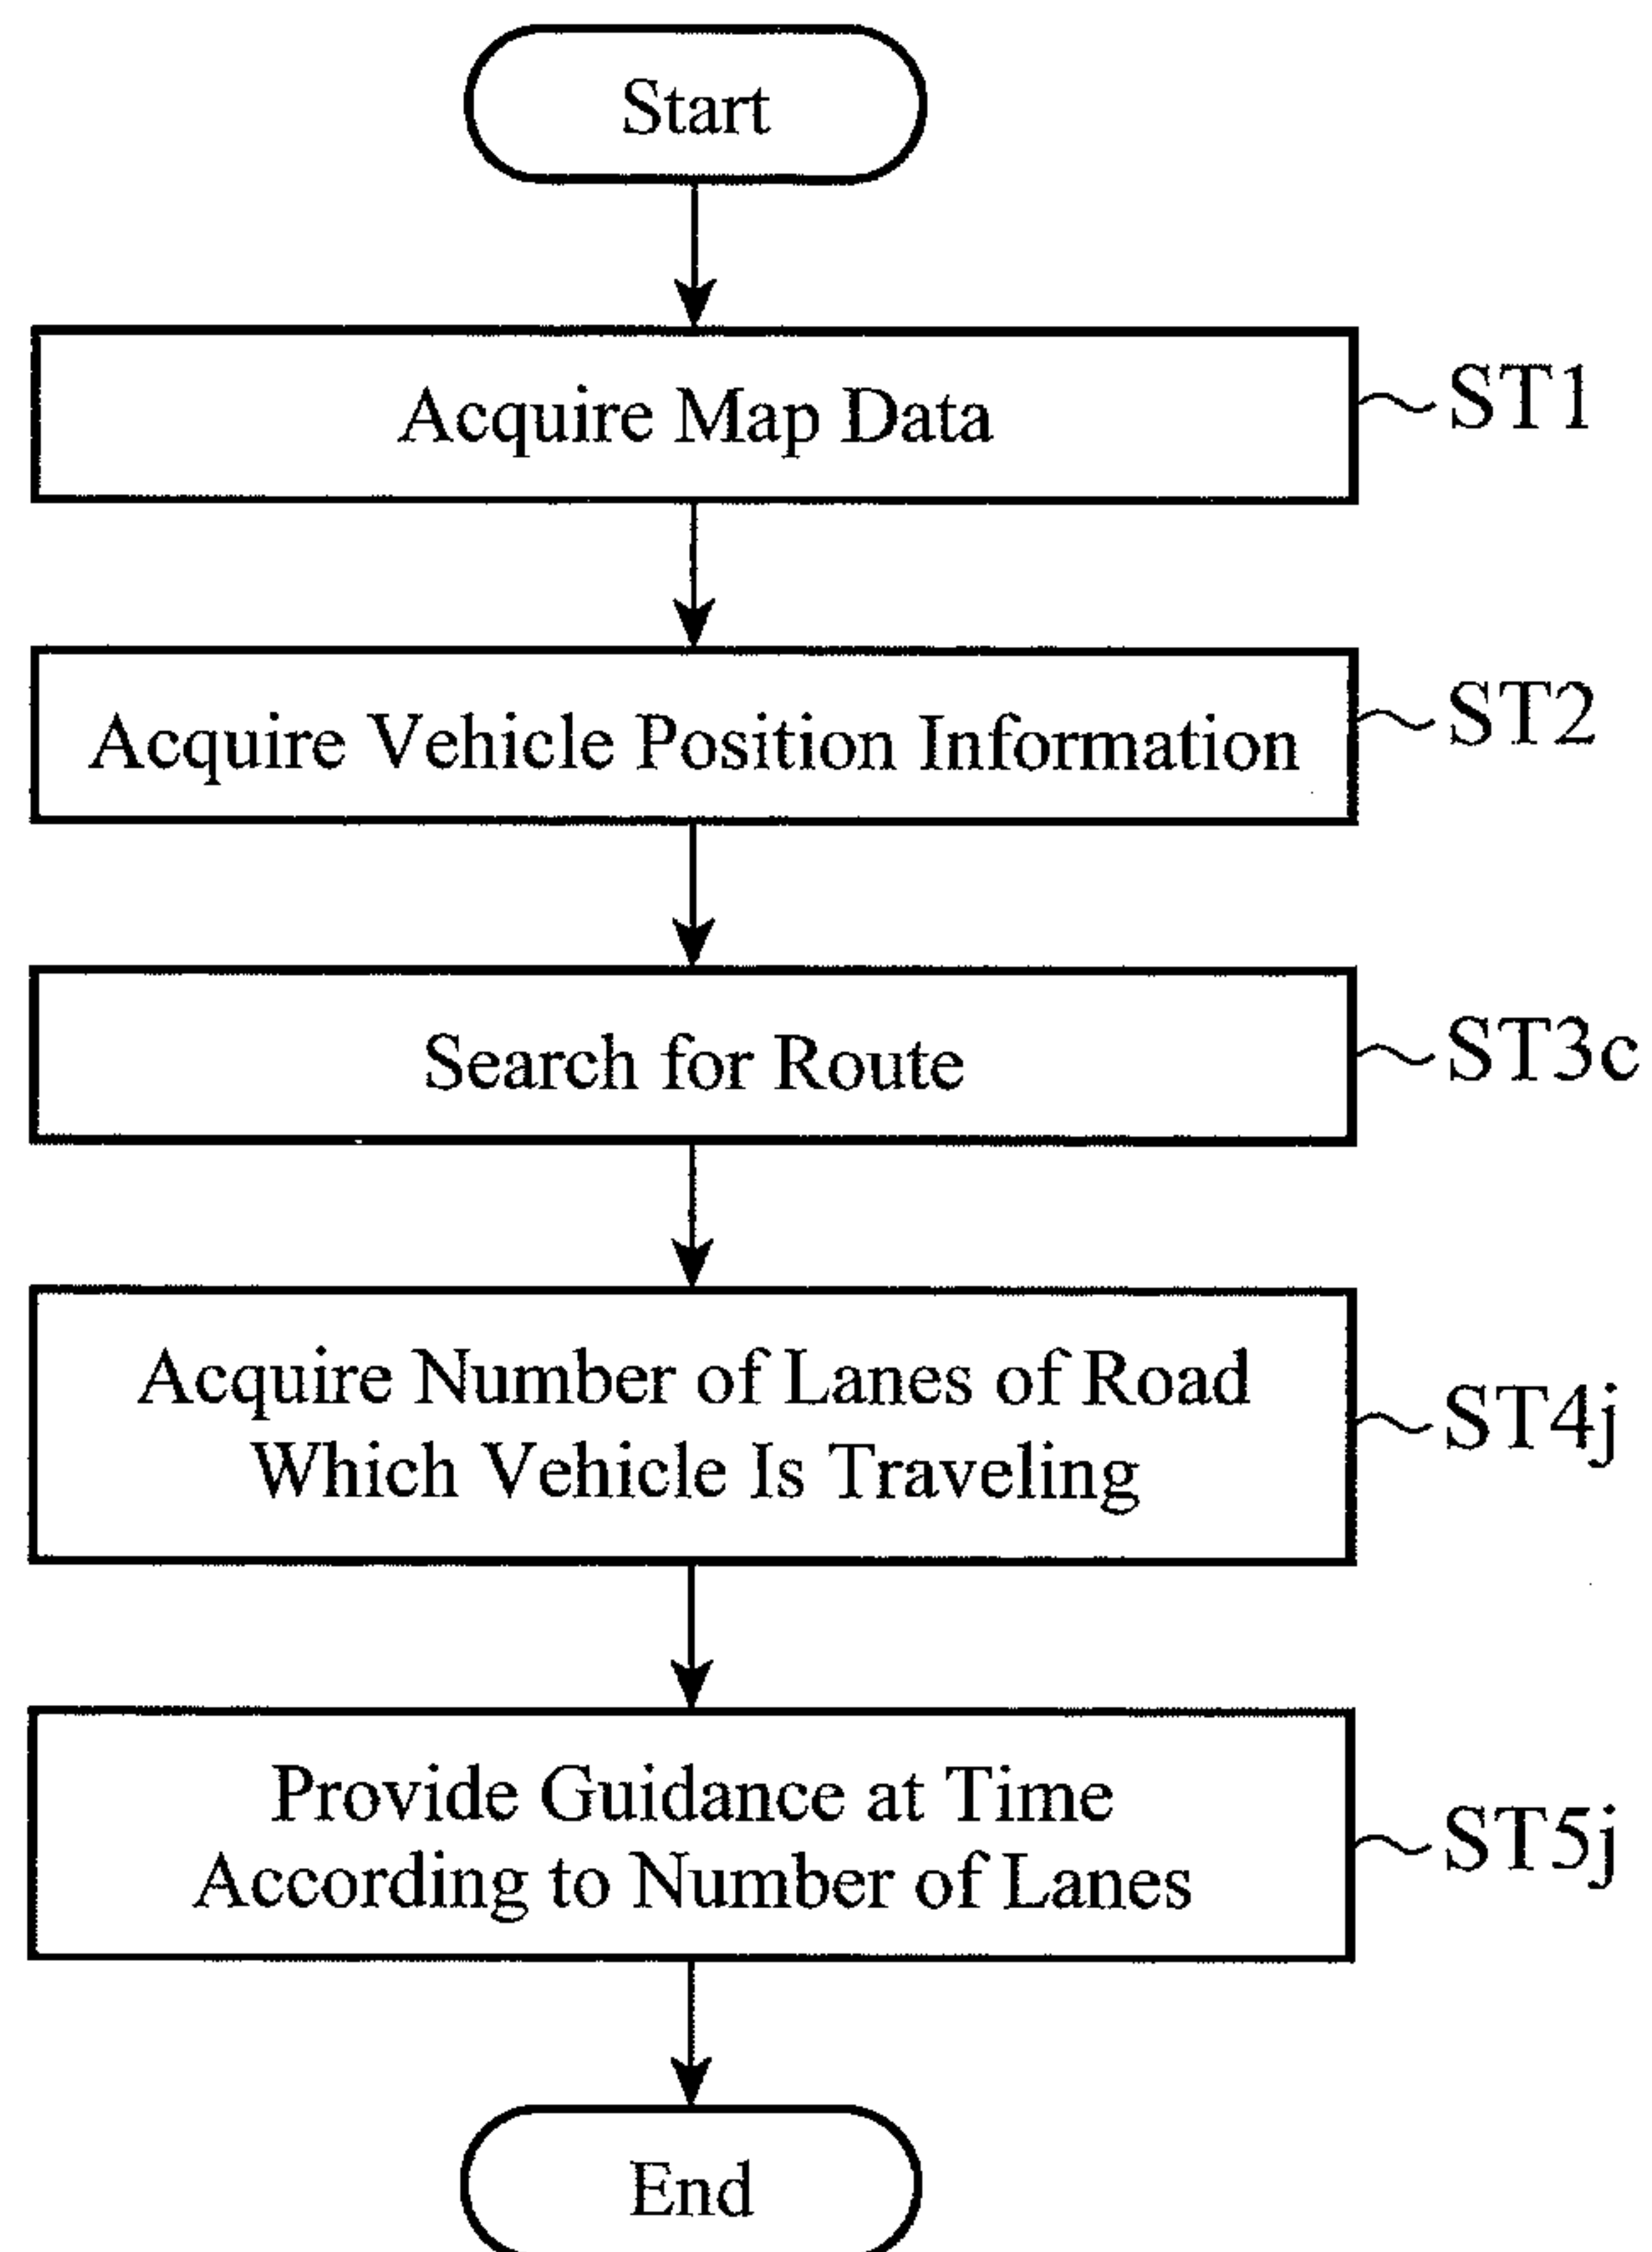 Start
Acquire Map Data
ST1
Acquire Vehicle Position Information
ST2
Search for Route
ST3c
Acquire Number of Lanes of Road
Which Vehicle Is Traveling
ST4j
Provide Guidance at Time
According to Number of Lanes
ST5j
End